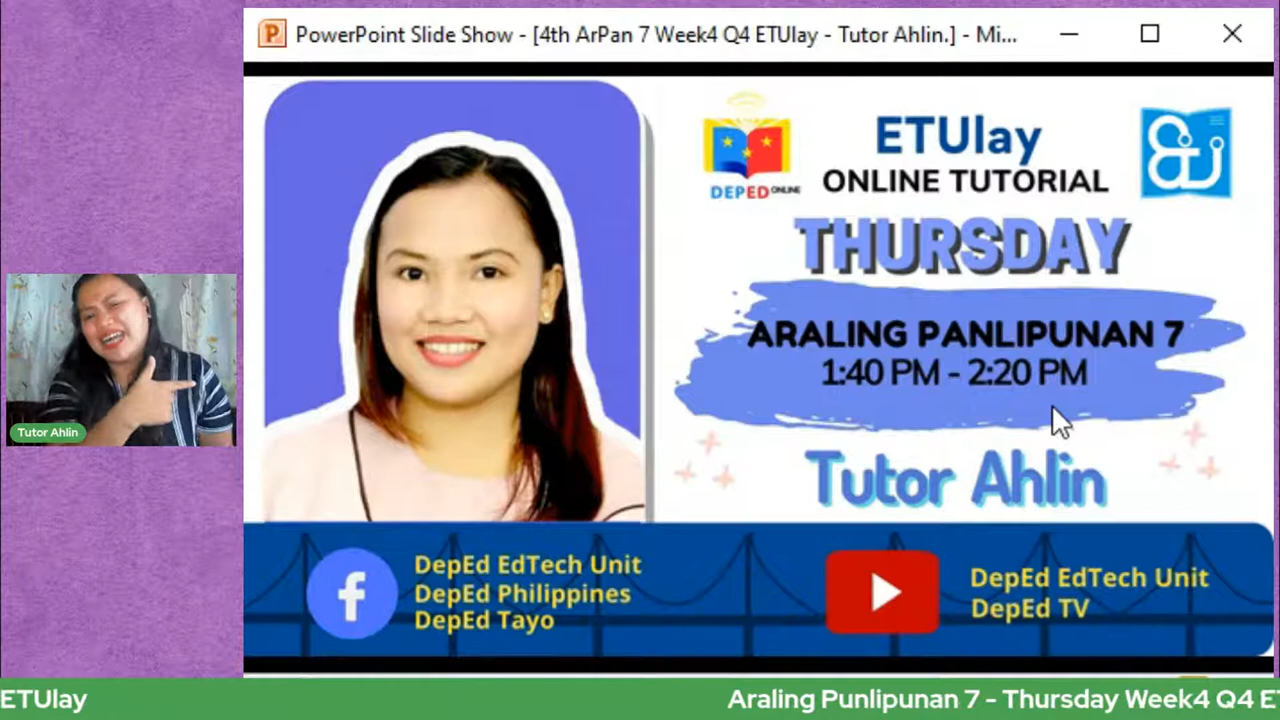 PowerPoint Slide Show - [4th ArPan 7 Week4 Q4 ETUlay - Tutor Ahlin.] - Mi...
DEPED ONLINE
ETUlay
ONLINE TUTORIAL
THURSDAY
ARALING PANLIPUNAN 7
1:40 PM - 2:20 PM
Tutor Ahlin
Tutor Ahlin
DepEd EdTech Unit
DepEd Philippines
DepEd Tayo
DepEd EdTech Unit
DepEd TV
ETUlay
Araling Punlipunan 7 - Thursday Week4 Q4 ET